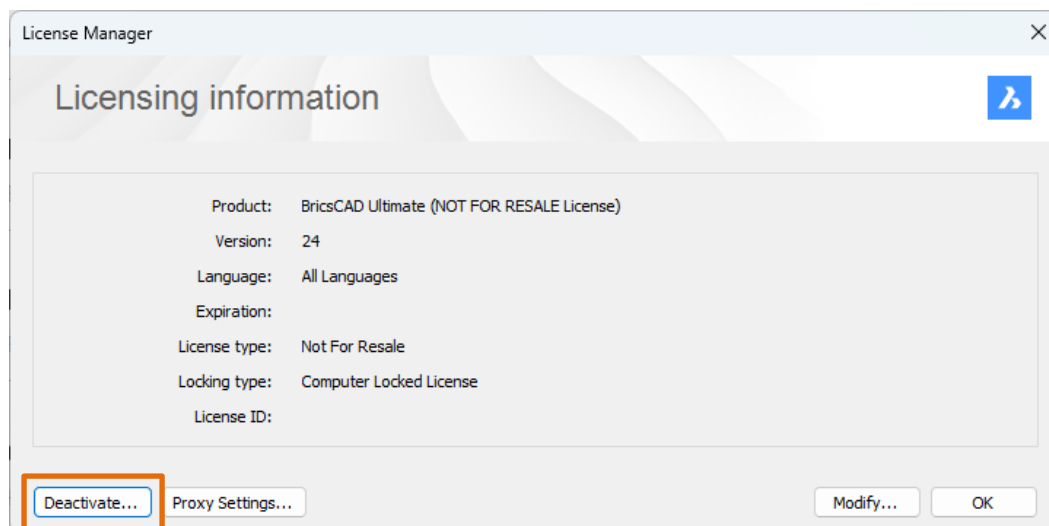 License Manager
Licensing information
Product: BricsCAD Ultimate (NOT FOR RESALE License)
Version: 24
Language: All Languages
Expiration:
License type: Not For Resale
Locking type: Computer Locked License
License ID:
Deactivate... Proxy Settings... Modify... OK